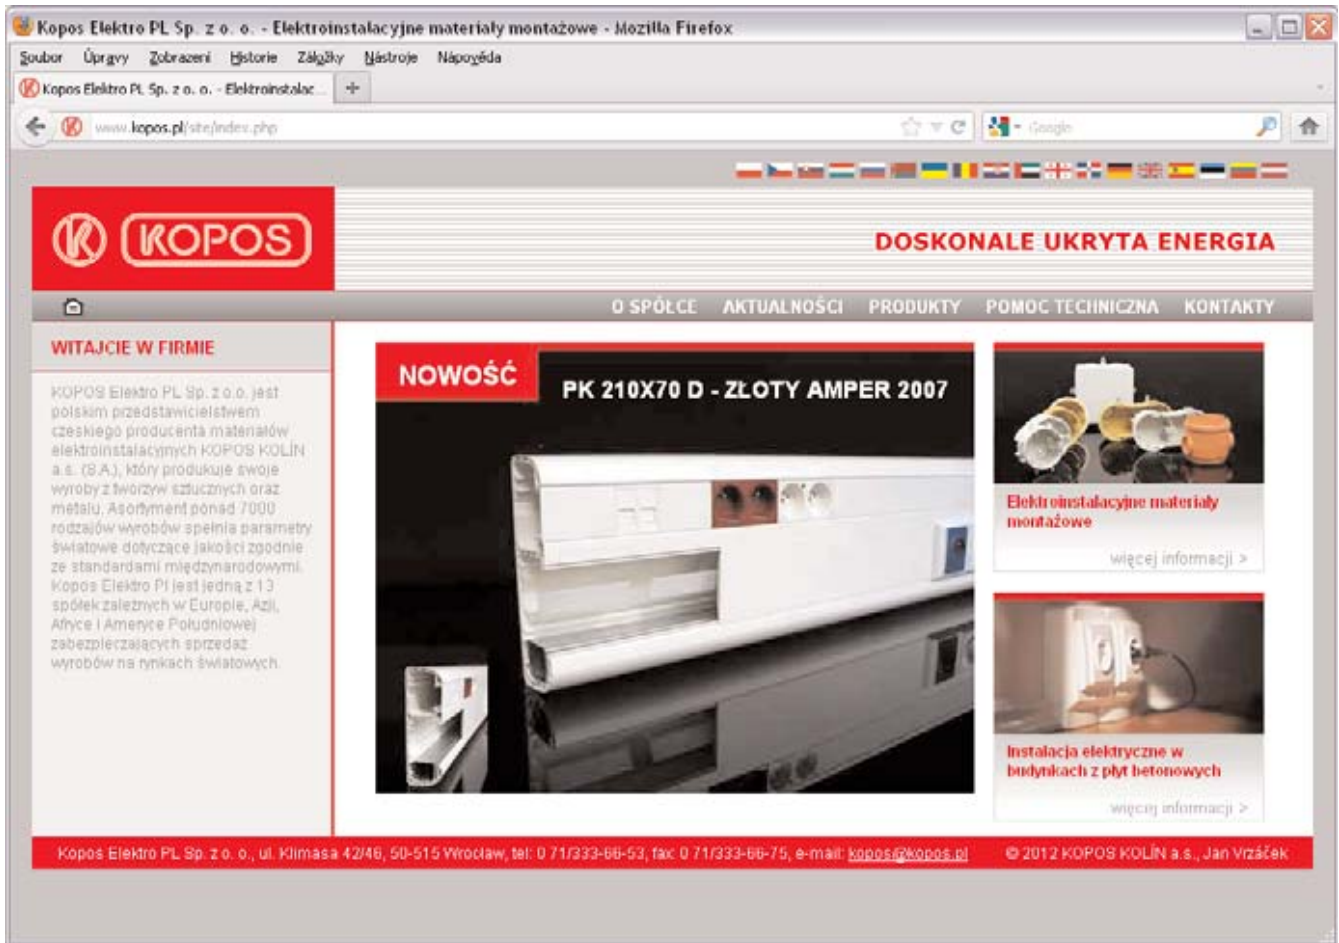 Kopos Elektro PL Sp. z o. o. - Elektroinstalacyjne materiały montażowe - Mozilla Firefox
Soubor Úpravy Zobrazení Historie Záložky Nástroje Nápověda
Kopos Elektro PL Sp. z o. o. - Elektroinstalac...
www.kopos.pl/site/index.php
Google
KOPOS
DOSKONALE UKRYTA ENERGIA
O SPÓŁCE AKTUALNOŚCI PRODUKTY POMOC TECHNICZNA KONTAKTY
WITAJCIE W FIRMIE
KOPOS Elektro PL Sp. z o.o. jest
polskim przedstawicielstwem
czeskiego producenta materiałów
elektroinstalacyjnych KOPOS KOLÍN
a.s. (S.A.), który produkuje swoje
wyroby z tworzyw sztucznych oraz
metalu. Asortyment ponad 7000
rodzajów wyrobów spełnia parametry
światowe dotyczące jakości zgodnie
ze standardami międzynarodowymi.
Kopos Elektro Pl jest jedną z 13
spółek zależnych w Europie, Azji,
Afryce i Ameryce Południowej
zabezpieczających sprzedaż
wyrobów na rynkach światowych.
NOWOŚĆ
PK 210X70 D - ZŁOTY AMPER 2007
Elektroinstalacyjne materiały
montażowe
więcej informacji >
Instalacja elektryczne w
budynkach z płyt betonowych
więcej informacji >
Kopos Elektro PL Sp. z o. o., ul. Klimasa 42/46, 50-515 Wrocław, tel: 0 71/333-66-53, fax: 0 71/333-66-75, e-mail: kopos@kopos.pl © 2012 KOPOS KOLÍN a.s., Jan Vrzáček